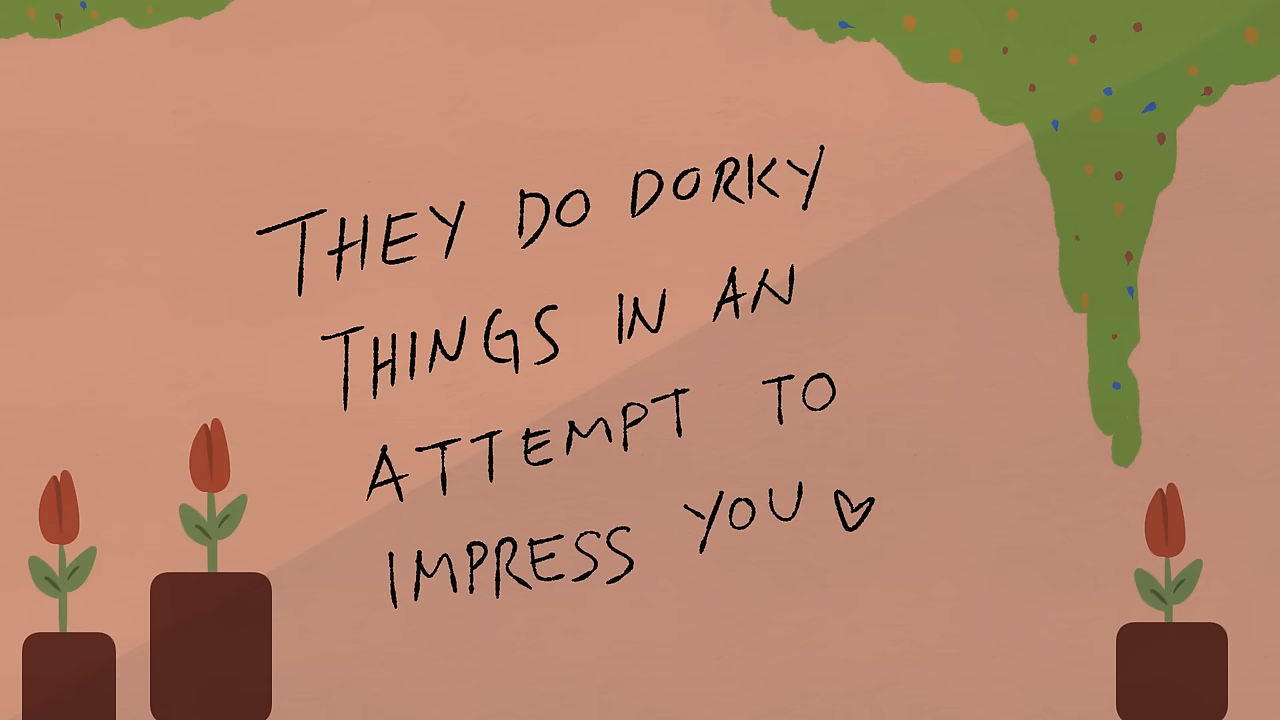 THEY DO DORKY
THINGS IN AN
ATTEMPT TO
IMPRESS YOU ♡